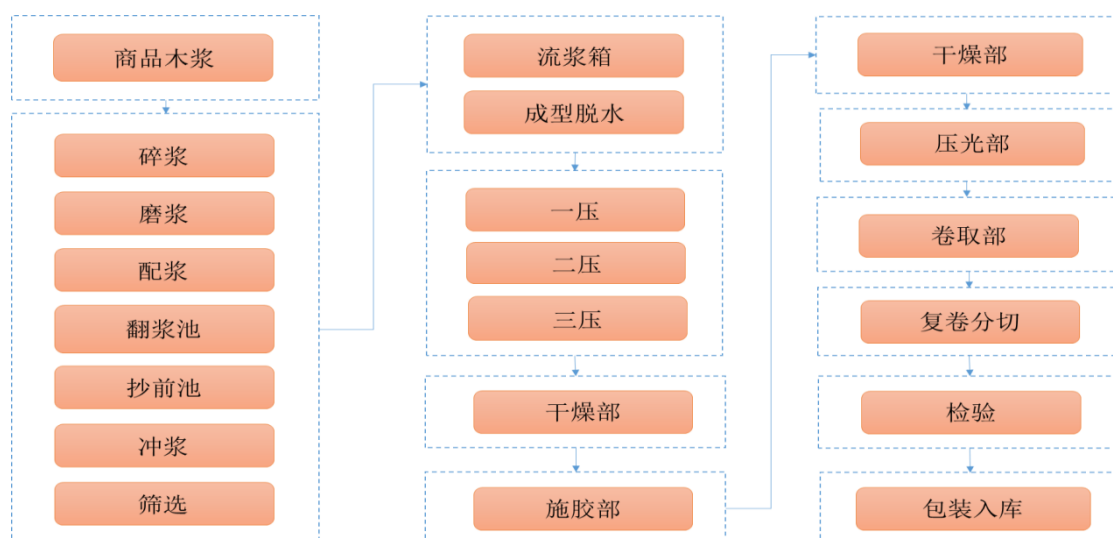 商品木浆
碎浆
磨浆
配浆
翻浆池
抄前池
冲浆
筛选
流浆箱
成型脱水
一压
二压
三压
干燥部
施胶部
干燥部
压光部
卷取部
复卷分切
检验
包装入库